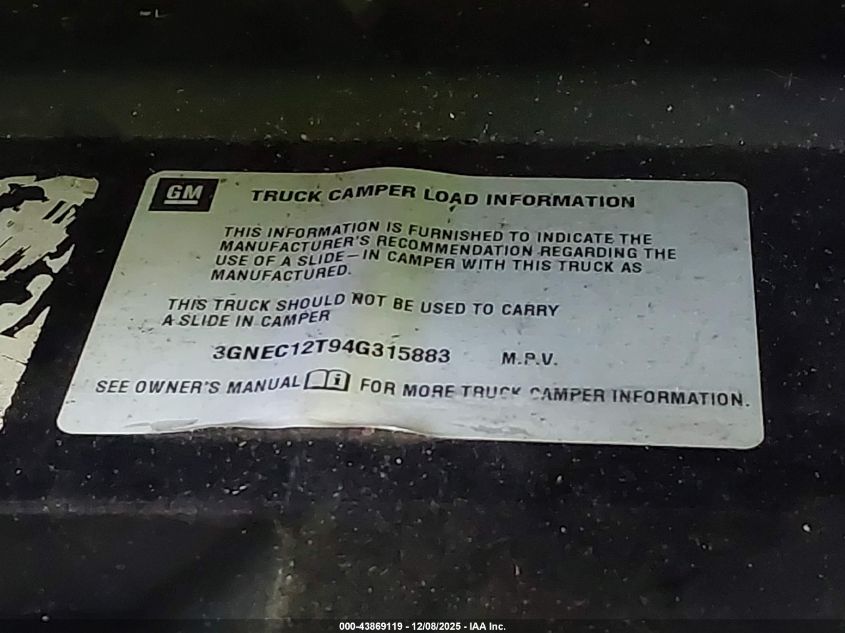 GM
TRUCK CAMPER LOAD INFORMATION
THIS INFORMATION IS FURNISHED TO INDICATE THE
MANUFACTURER'S RECOMMENDATION REGARDING THE
USE OF A SLIDE-IN CAMPER WITH THIS TRUCK AS
MANUFACTURED.
THIS TRUCK SHOULD NOT BE USED TO CARRY
A SLIDE IN CAMPER
3GNEC12T94G315883 M.P.V.
SEE OWNER'S MANUAL i FOR MORE TRUCK CAMPER INFORMATION.
000-43869119 - 12/08/2025 - IAA Inc.